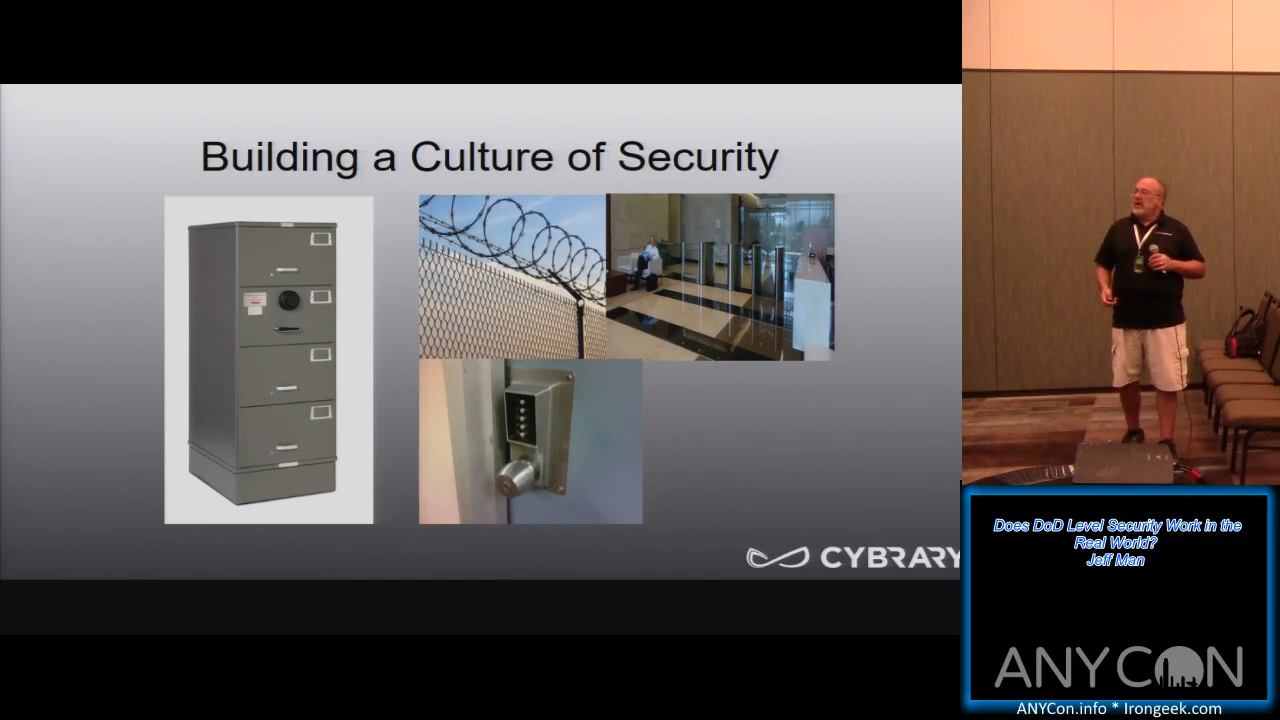 Building a Culture of Security
CYBRARY
Does DoD Level Security Work in the
Real World?
Jeff Man
ANYCON
ANYCon.info * Irongeek.com